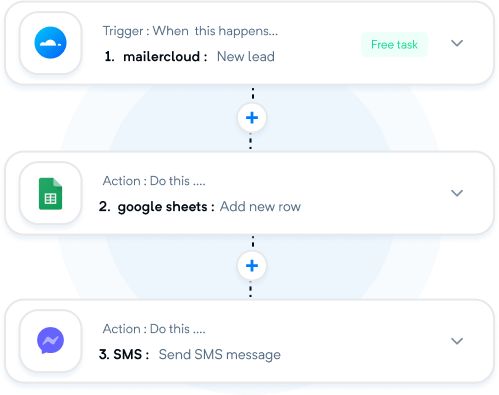 Trigger : When this happens...
Free task
1. mailercloud : New lead
Action : Do this ....
2. google sheets : Add new row
Action : Do this ....
3. SMS : Send SMS message